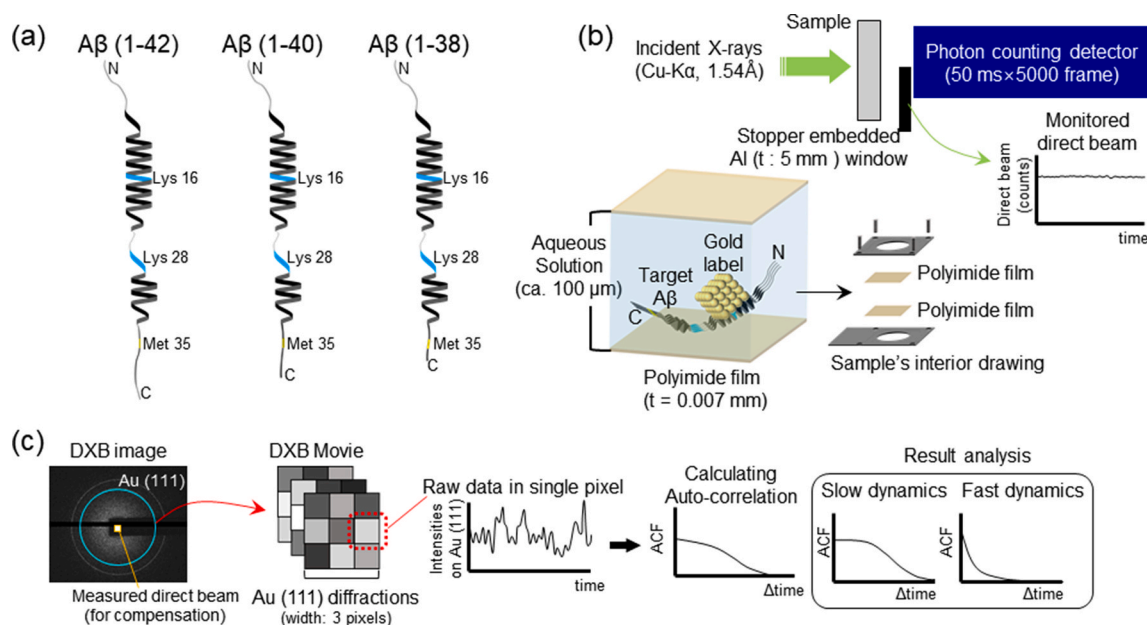 (a)
Aβ (1-42)
N
Lys 16
Lys 28
Met 35
C
Aβ (1-40)
N
Lys 16
Lys 28
Met 35
C
Aβ (1-38)
N
Lys 16
Lys 28
Met 35
C
(b)
Incident X-rays
(Cu-Kα, 1.54Å)
Sample
Photon counting detector
(50 ms×5000 frame)
Stopper embedded
Al (t : 5 mm ) window
Monitored
direct beam
Direct beam
(counts)
time
Aqueous
Solution
(ca. 100 μm)
Gold
label
Target
Aβ
N
C
Polyimide film
(t = 0.007 mm)
Polyimide film
Polyimide film
Sample's interior drawing
(c)
DXB image
Au (111)
Measured direct beam
(for compensation)
DXB Movie
Au (111) diffractions
(width: 3 pixels)
Raw data in single pixel
Intensities
on Au (111)
time
Calculating
Auto-correlation
ACF
Δtime
Result analysis
Slow dynamics
ACF
Δtime
Fast dynamics
ACF
Δtime